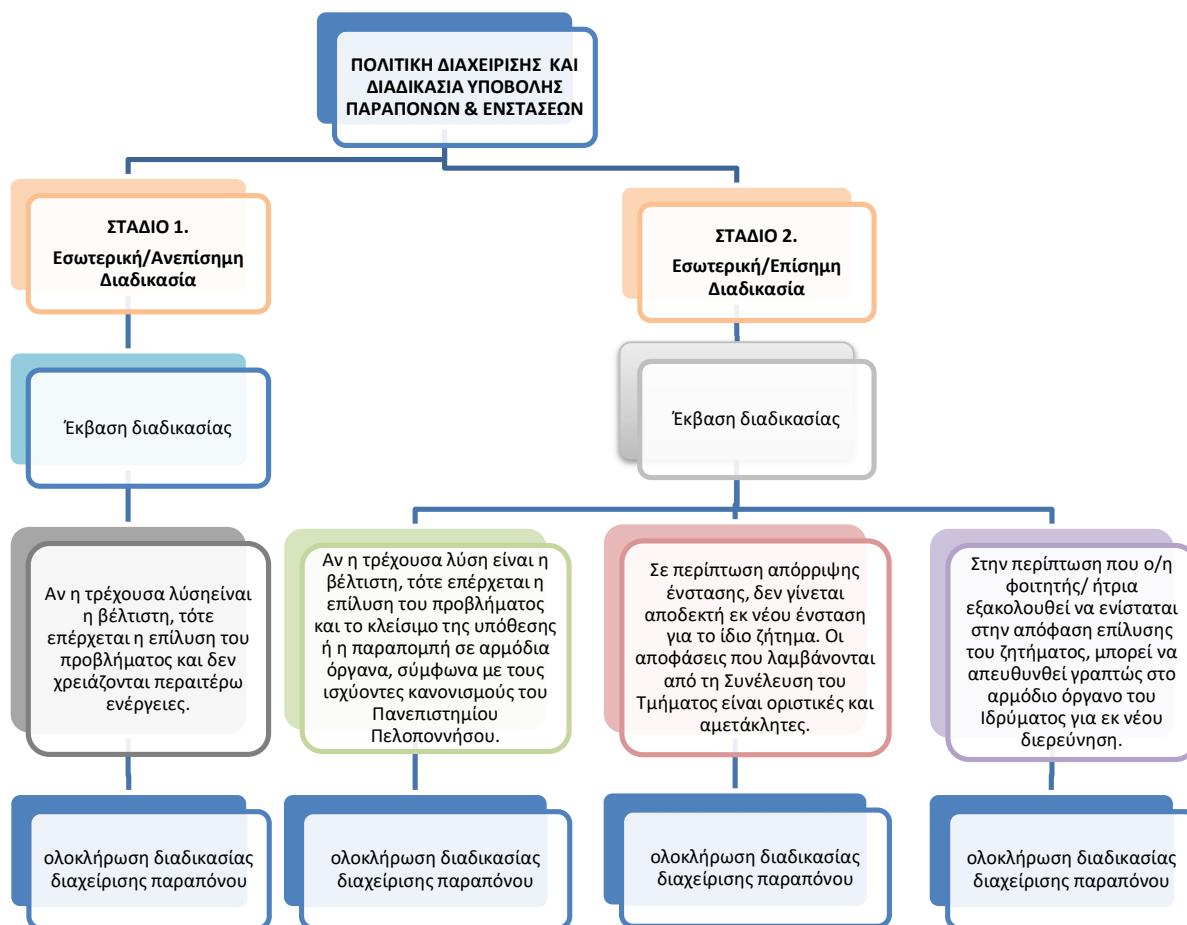 ΠΟΛΙΤΙΚΗ ΔΙΑΧΕΙΡΙΣΗΣ ΚΑΙ
ΔΙΑΔΙΚΑΣΙΑ ΥΠΟΒΟΛΗΣ
ΠΑΡΑΠΟΝΩΝ & ΕΝΣΤΑΣΕΩΝ
ΣΤΑΔΙΟ 1.
Εσωτερική/Ανεπίσημη
Διαδικασία
ΣΤΑΔΙΟ 2.
Εσωτερική/Επίσημη
Διαδικασία
Έκβαση διαδικασίας
Έκβαση διαδικασίας
Αν η τρέχουσα λύσηείναι
η βέλτιστη, τότε
επέρχεται η επίλυση του
προβλήματος και δεν
χρειάζονται περαιτέρω
ενέργειες.
Αν η τρέχουσα λύση είναι η
βέλτιστη, τότε επέρχεται η
επίλυση του προβλήματος
και το κλείσιμο της υπόθεσης
ή η παραπομπή σε αρμόδια
όργανα, σύμφωνα με τους
ισχύοντες κανονισμούς του
Πανεπιστημίου
Πελοποννήσου.
Σε περίπτωση απόρριψης
ένστασης, δεν γίνεται
αποδεκτή εκ νέου ένσταση
για το ίδιο ζήτημα. Οι
αποφάσεις που λαμβάνονται
από τη Συνέλευση του
Τμήματος είναι οριστικές και
αμετάκλητες.
Στην περίπτωση που ο/η
φοιτητής/ ήτρια
εξακολουθεί να ενίσταται
στην απόφαση επίλυσης
του ζητήματος, μπορεί να
απευθυνθεί γραπτώς στο
αρμόδιο όργανο του
Ιδρύματος για εκ νέου
διερεύνηση.
ολοκλήρωση διαδικασίας
διαχείρισης παραπόνου
ολοκλήρωση διαδικασίας
διαχείρισης παραπόνου
ολοκλήρωση διαδικασίας
διαχείρισης παραπόνου
ολοκλήρωση διαδικασίας
διαχείρισης παραπόνου